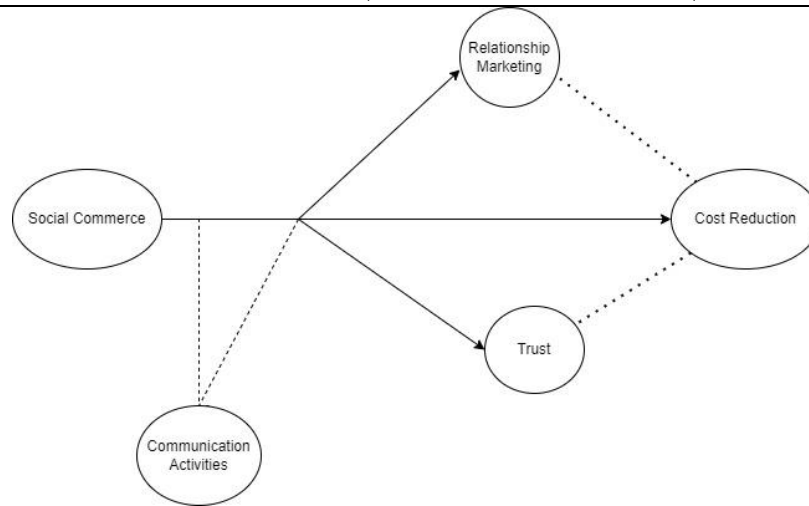 Relationship
Marketing
Social Commerce
Cost Reduction
Trust
Communication
Activities